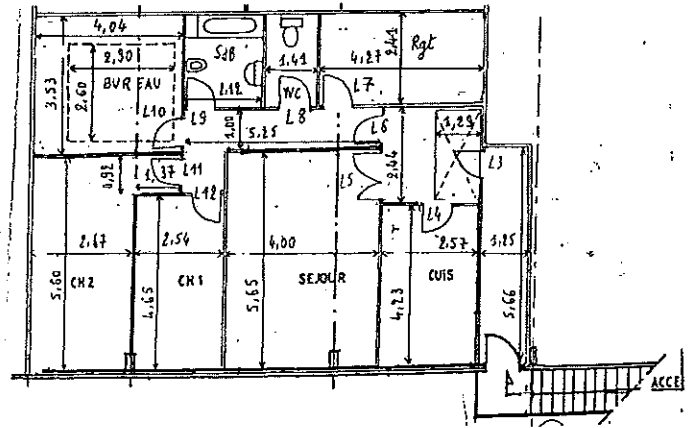 4,04
SdB
1,41
4,27
2,41
Rgt
2,90
BUREAU
3,53
2,60
2,12
WC
L7
L10
L9
1,00
L8
5,25
L6
1,29
L3
0,92
1,37
L11
L12
L5
2,44
L4
2,67
2,54
4,00
2,57
1,25
CH2
CH1
SEJOUR
CUIS
5,60
4,65
5,65
4,23
5,66
ACCE